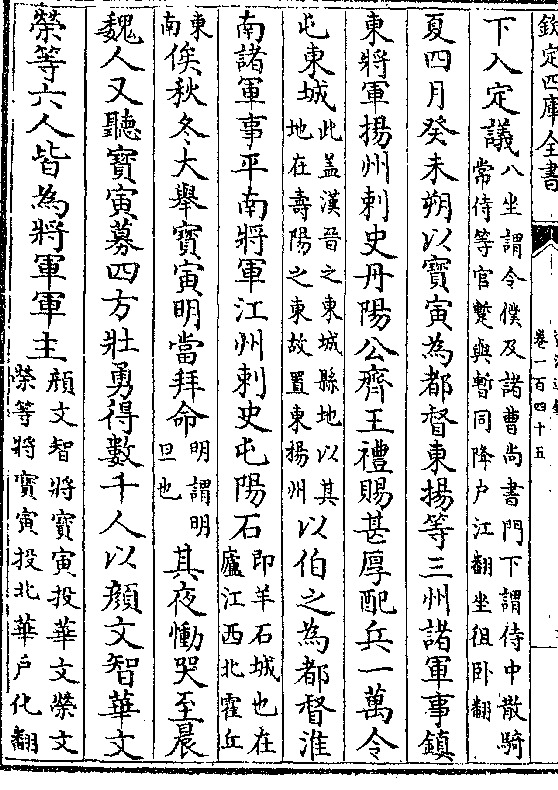 欽定四庫全書
卷一百四十五
下入定議八坐謂令僕及諸曹尚書門下謂侍中散騎
常侍等官蹔與暫同降户江翻坐徂卧翻
夏四月癸未朔以寶寅為都督東揚等三州諸軍事鎮
東將軍揚州刺史丹陽公齊王禮賜甚厚配兵一萬令
屯東城此盖漢晉之東城縣地以其
地在壽陽之東故置東揚州以伯之為都督淮
南諸軍事平南將軍江州刺史屯陽石即羊石城也在
廬江西北霍丘
東
南俟秋冬大舉寶寅明當拜命明謂明
旦也其夜慟哭至晨
魏人又聽寶寅募四方壯勇得數千人以顔文智華文
榮等六人皆為將軍軍主顔文智將寶寅投華文榮文
榮等將寶寅投北華户化翻